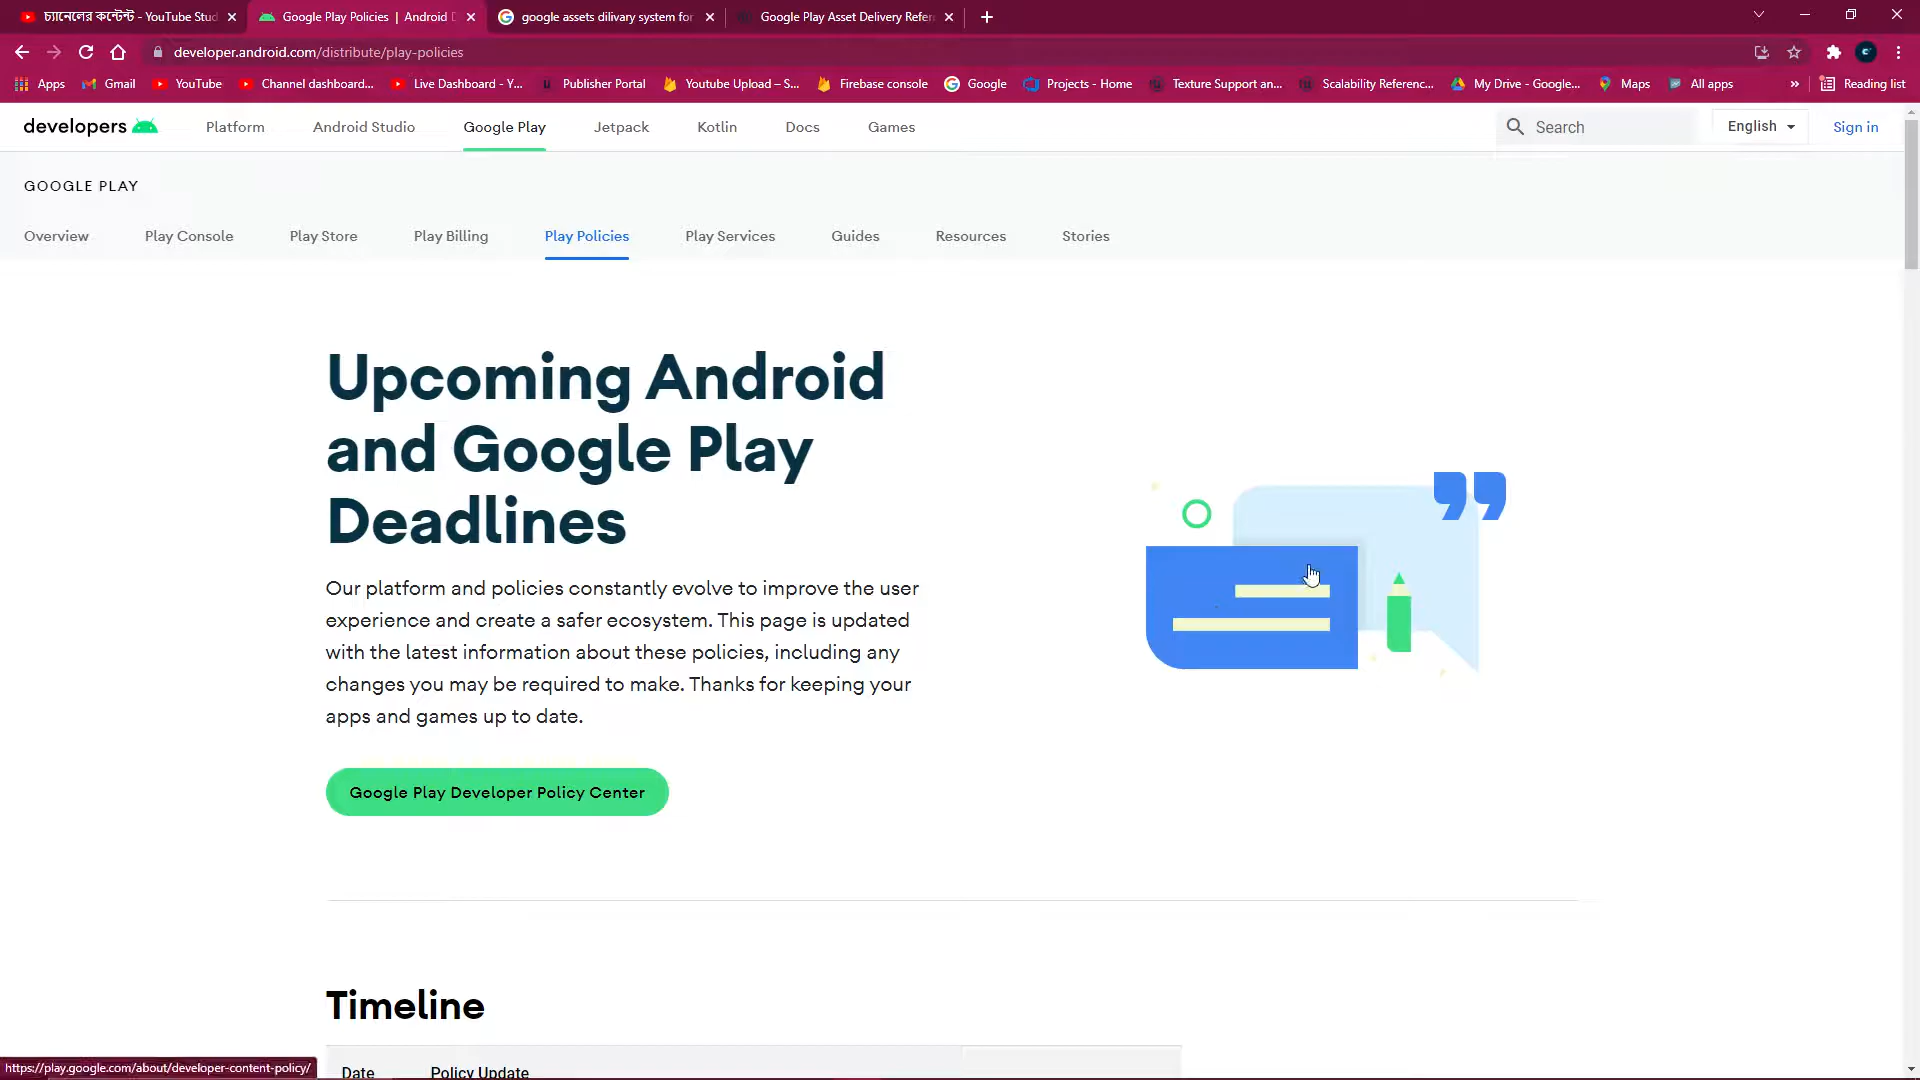 চ্যানেলের কন্টেন্ট - YouTube Stud
Google Play Policies | Android D
google assets dilivary system for
Google Play Asset Delivery Refer
developer.android.com/distribute/play-policies
Apps
Gmail
YouTube
Channel dashboard...
Live Dashboard - Y...
Publisher Portal
Youtube Upload – S...
Firebase console
Google
Projects - Home
Texture Support an...
Scalability Referenc...
My Drive - Google...
Maps
All apps
»
Reading list
developers
Platform
Android Studio
Google Play
Jetpack
Kotlin
Docs
Games
Search
English
Sign in
GOOGLE PLAY
Overview
Play Console
Play Store
Play Billing
Play Policies
Play Services
Guides
Resources
Stories
Upcoming Android
and Google Play
Deadlines
Our platform and policies constantly evolve to improve the user
experience and create a safer ecosystem. This page is updated
with the latest information about these policies, including any
changes you may be required to make. Thanks for keeping your
apps and games up to date.
Google Play Developer Policy Center
Timeline
Date
Policy Update
https://play.google.com/about/developer-content-policy/